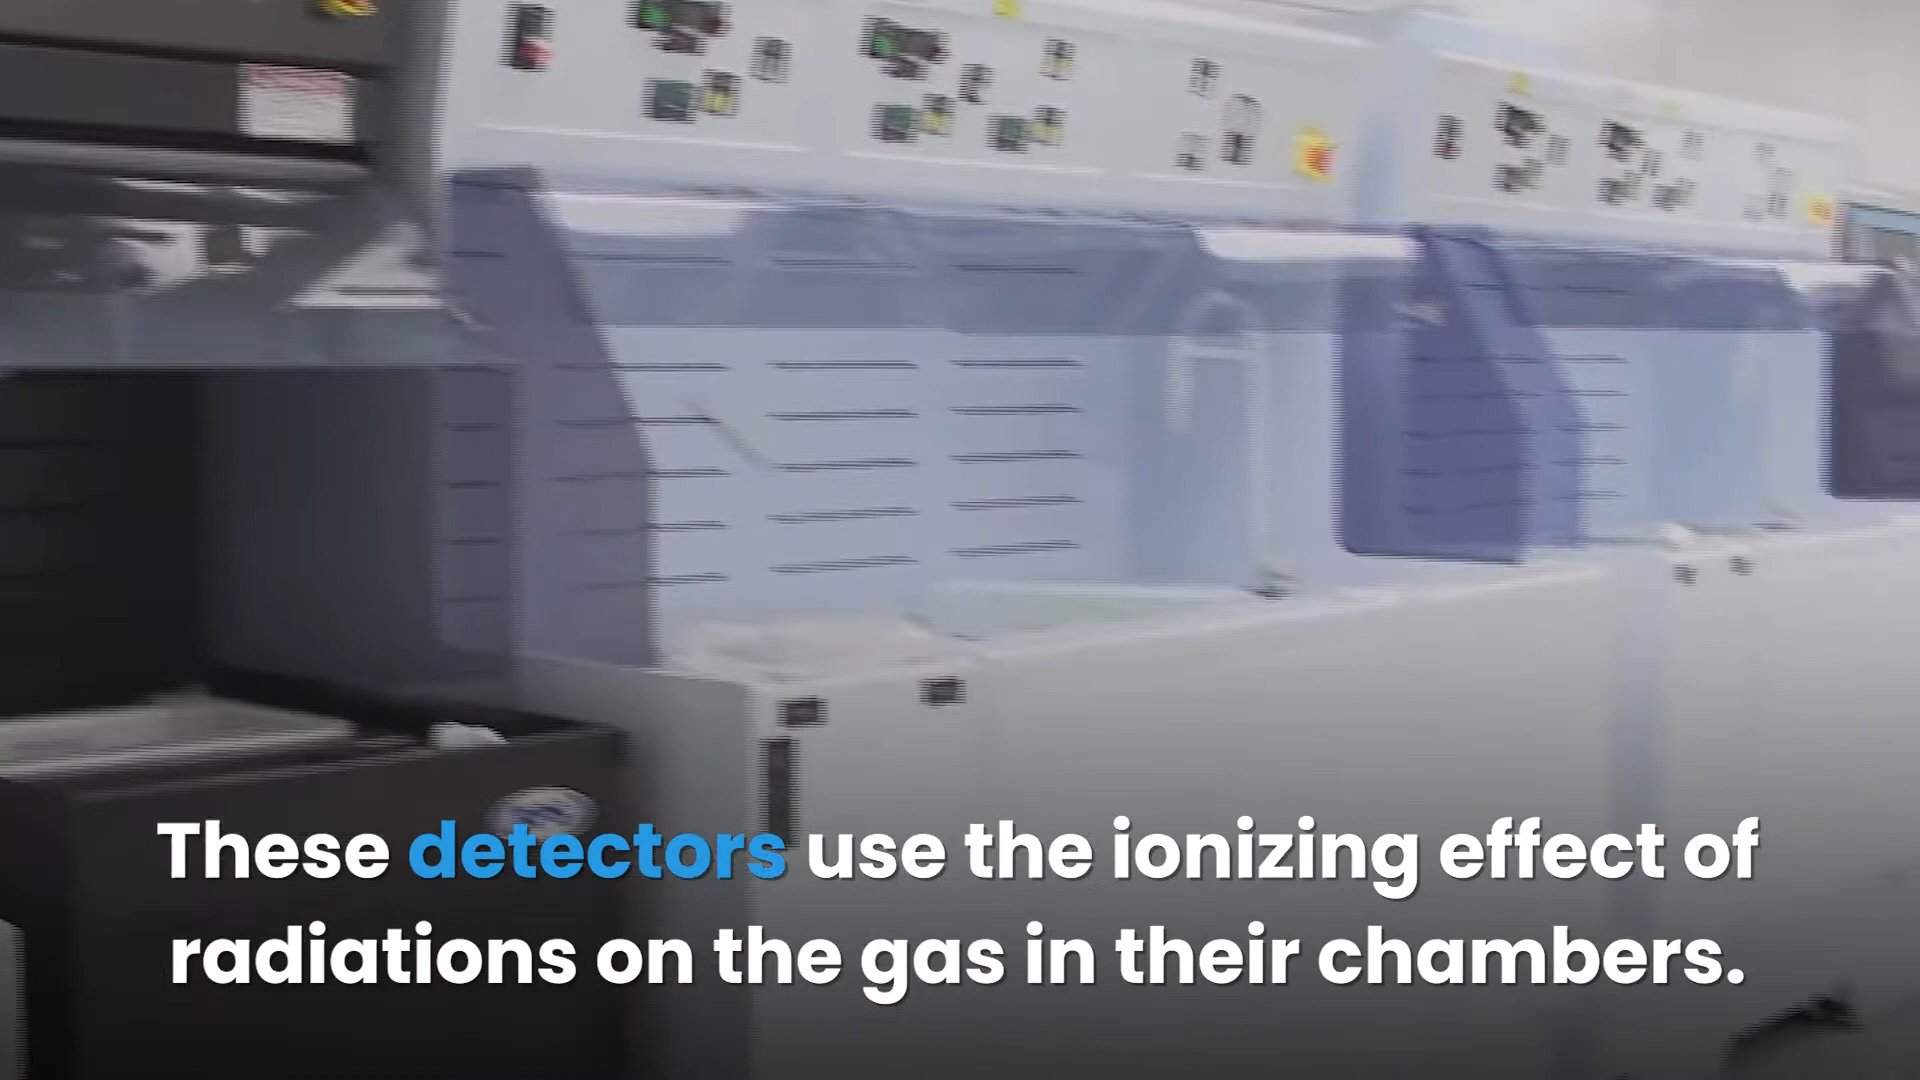 These detectors use the ionizing effect of
radiations on the gas in their chambers.